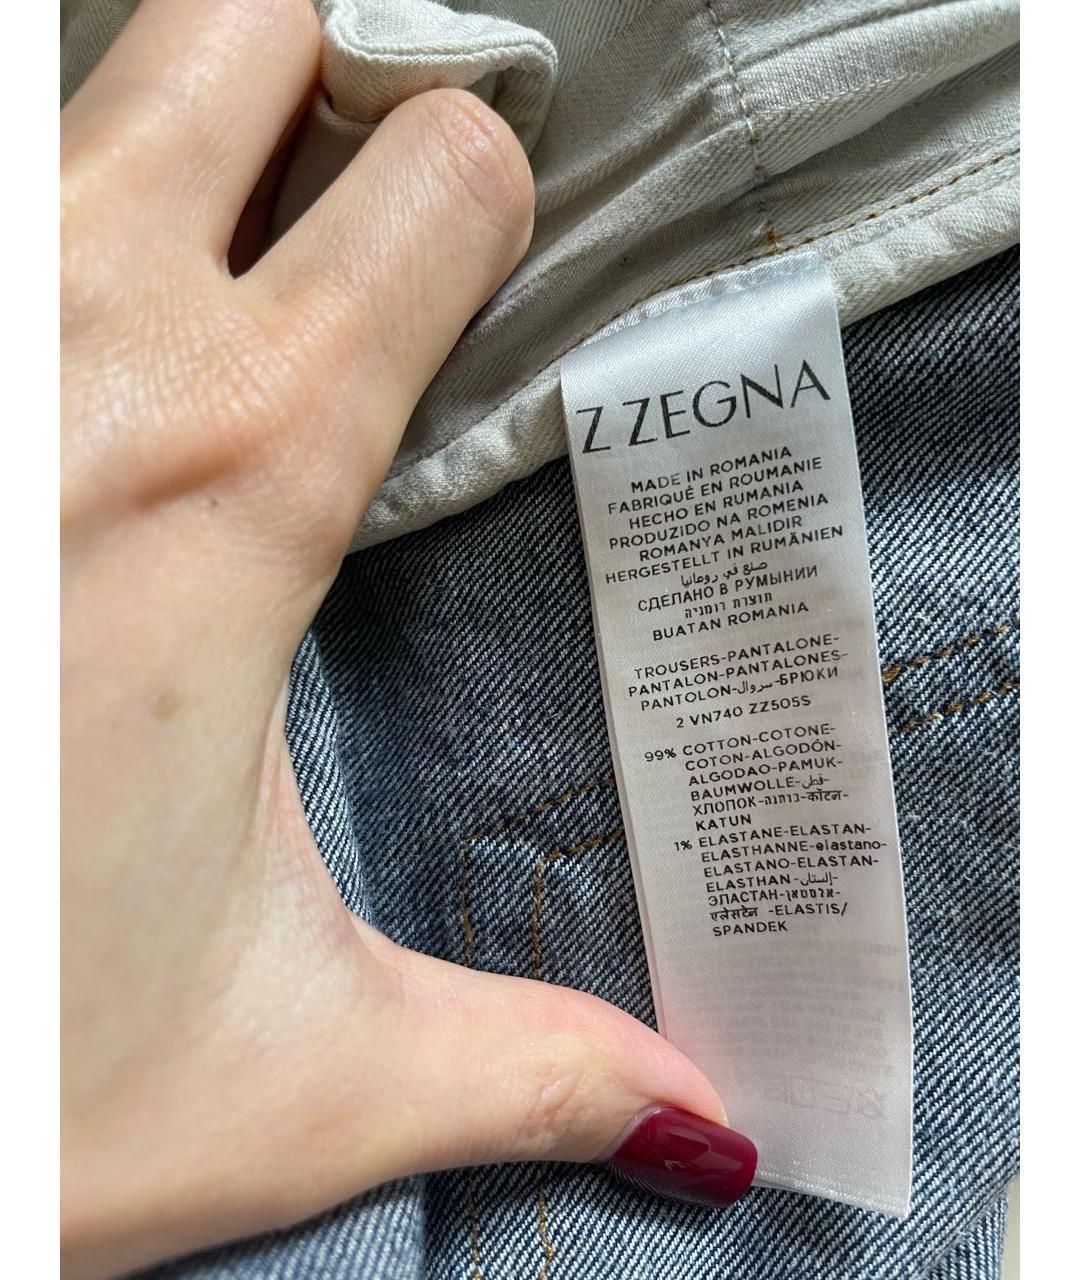 Z ZEGNA
MADE IN ROMANIA
FABRIQUÉ EN ROUMANIE
HECHO EN RUMANIA
PRODUZIDO NA ROMENIA
ROMANYA MALIDIR
HERGESTELLT IN RUMÄNIEN
صنع في رومانيا
СДЕЛАНО В РУМЫНИИ
תוצרת רומניה
BUATAN ROMANIA
TROUSERS-PANTALONE-
PANTALON-PANTALONES-
PANTOLON-سروال-БРЮКИ
2 VN740 ZZ505S
99% COTTON-COTONE-
COTON-ALGODÓN-
ALGODAO-PAMUK-
BAUMWOLLE-قطن-
ХЛОПОК-כותנה-कॉटन-
KATUN
1% ELASTANE-ELASTAN-
ELASTHANNE-elastano-
ELASTANO-ELASTAN-
ELASTHAN-إلستان-
ЭЛАСТАН-אלסטאן-
एलेसटेन -ELASTIS/
SPANDEK